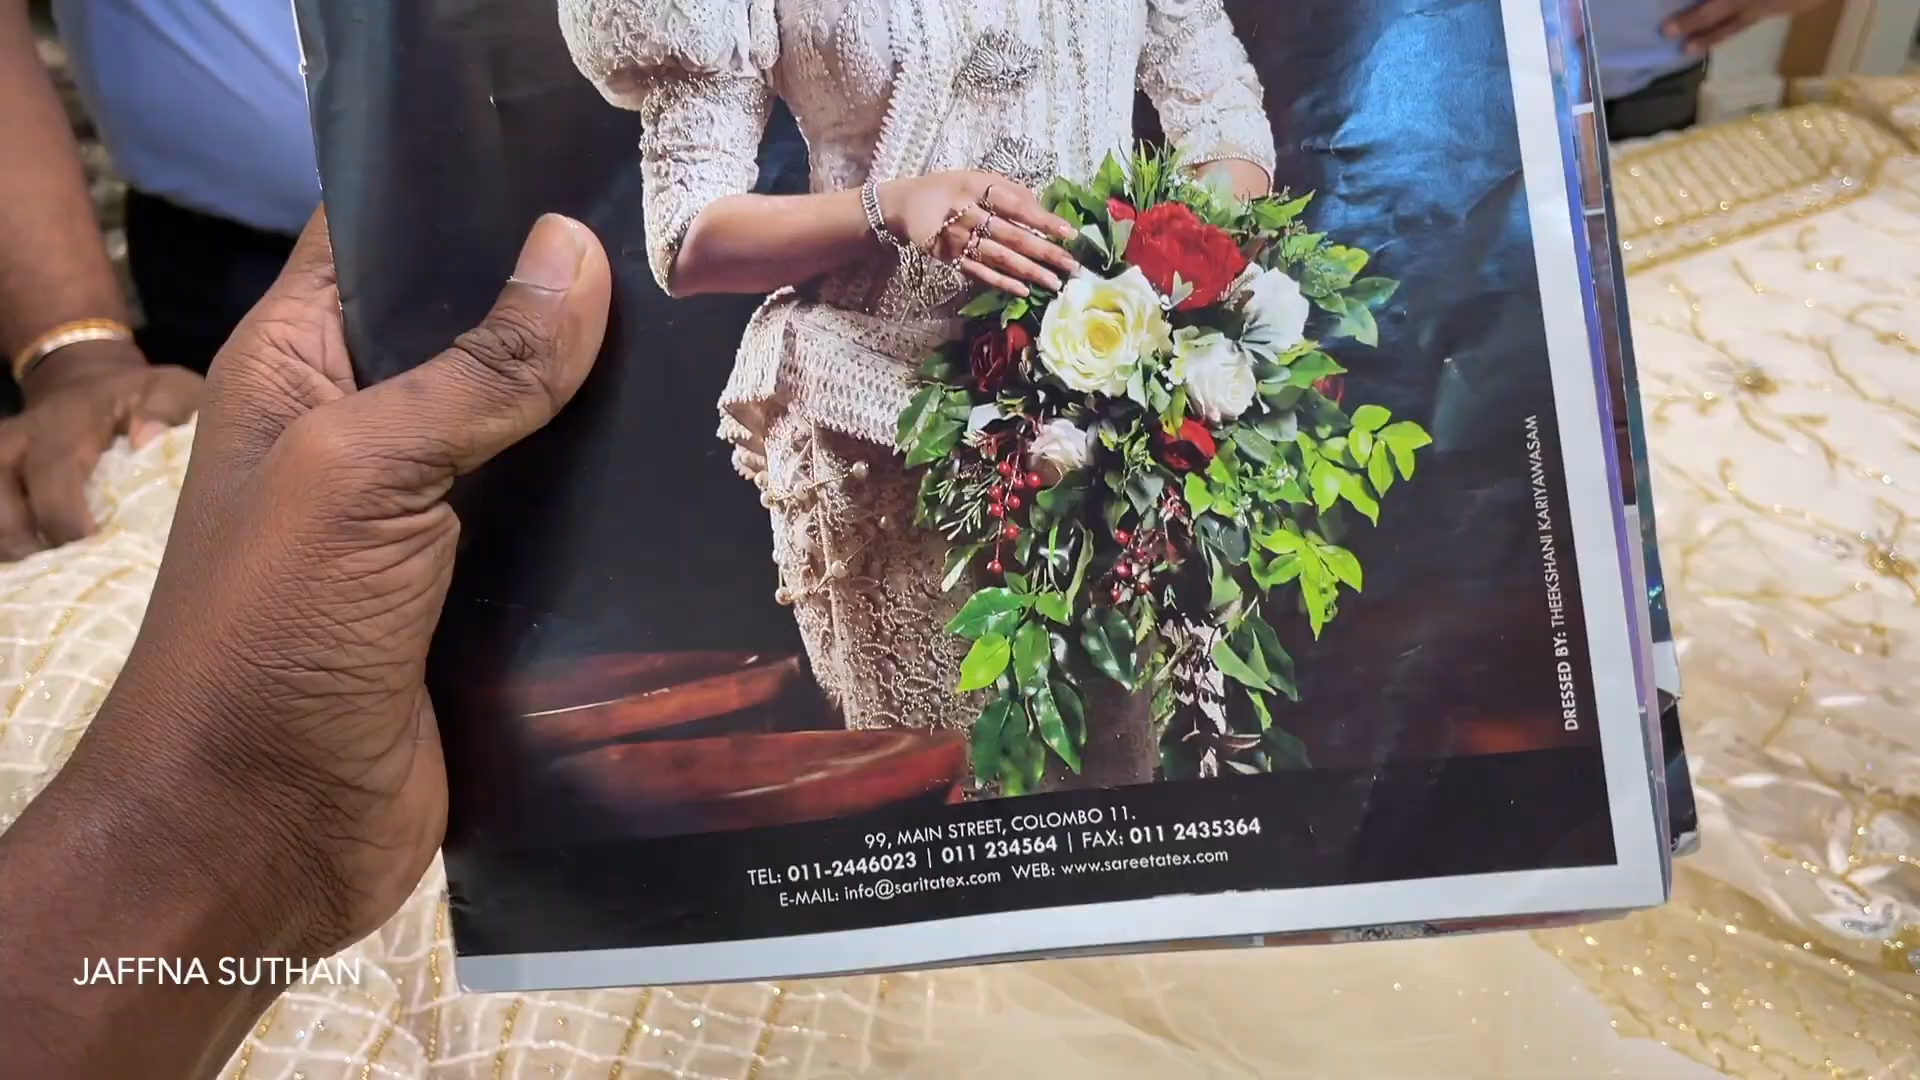 99, MAIN STREET, COLOMBO 11.
TEL: 011-2446023 | 011 234564 | FAX: 011 2435364
E-MAIL: info@saritatex.com WEB: www.sareetatex.com
DRESSED BY: THEEKSHANI KARIYAWASAM
JAFFNA SUTHAN